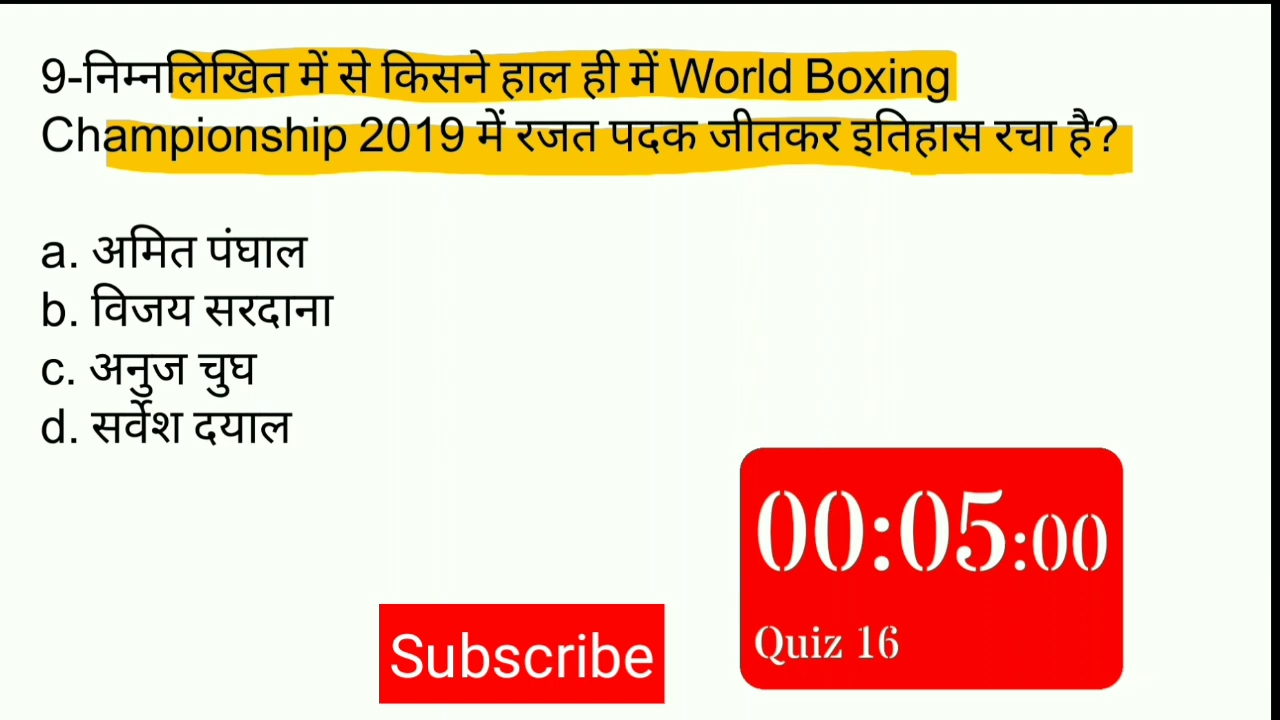 9-निम्नलिखित में से किसने हाल ही में World Boxing
Championship 2019 में रजत पदक जीतकर इतिहास रचा है?
a. अमित पंघाल
b. विजय सरदाना
c. अनुज चुघ
d. सर्वेश दयाल
00:05:00
Quiz 16
Subscribe